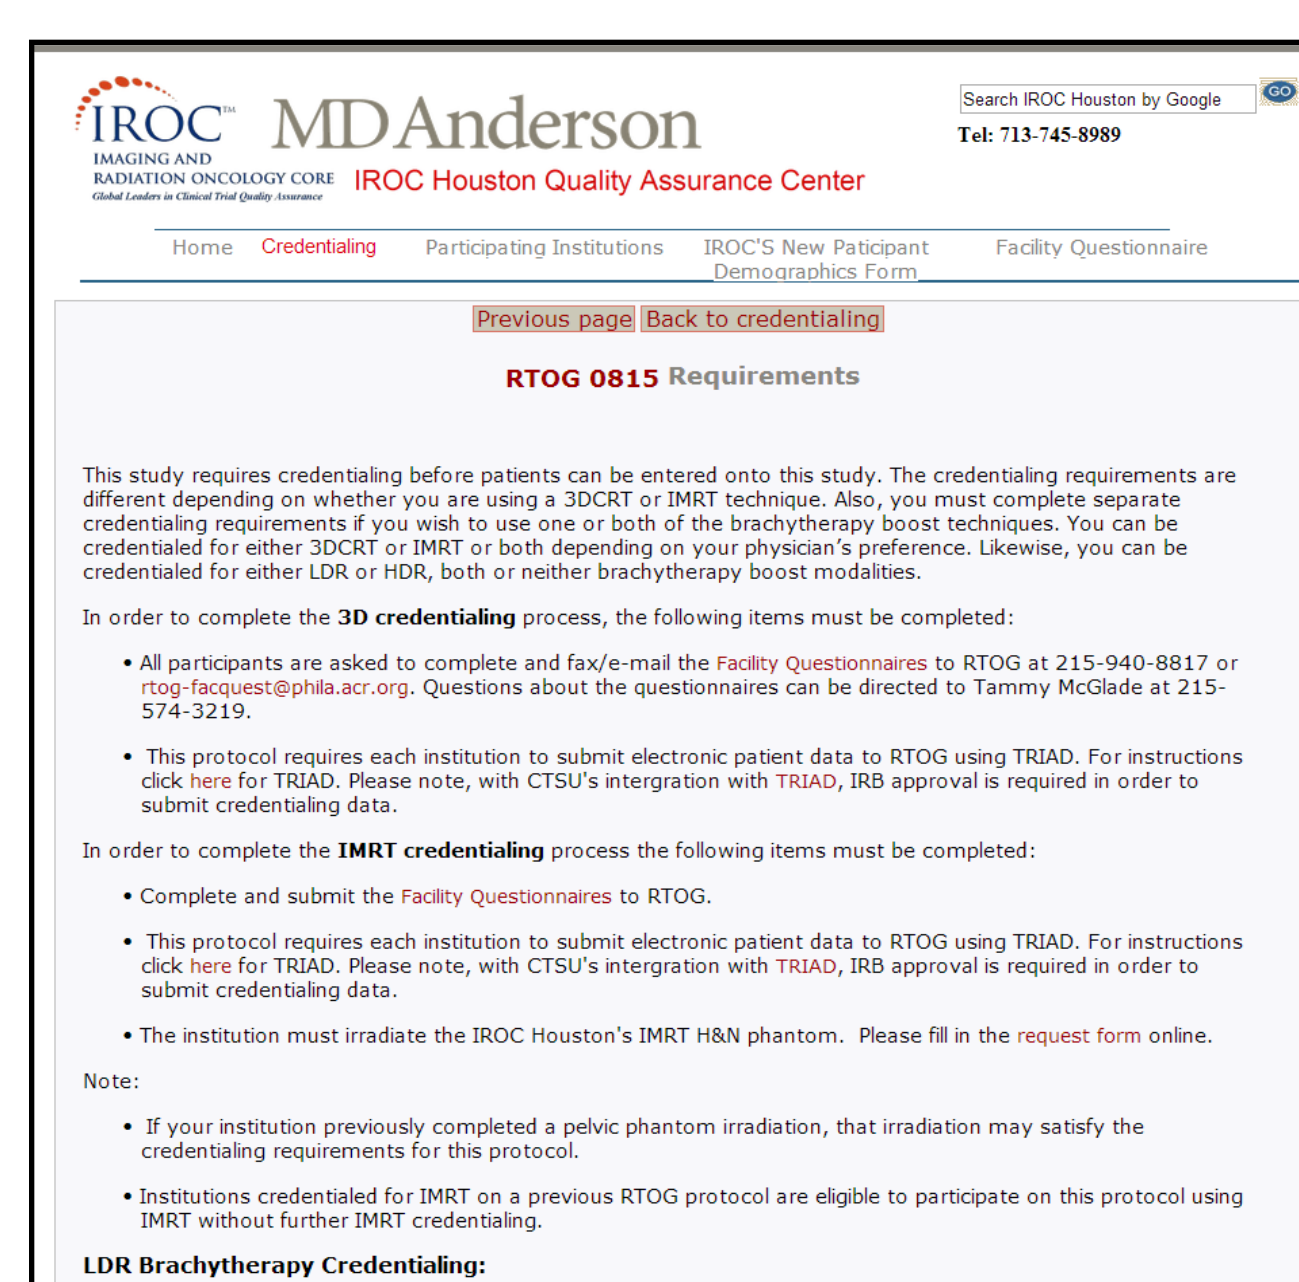 IROC™
IMAGING AND
RADIATION ONCOLOGY CORE
Global Leaders in Clinical Trial Quality Assurance
MDAnderson
IROC Houston Quality Assurance Center
Search IROC Houston by Google
GO
Tel: 713-745-8989
Home Credentialing Participating Institutions IROC'S New Paticipant Facility Questionnaire
Demographics Form
Previous page Back to credentialing
RTOG 0815 Requirements
This study requires credentialing before patients can be entered onto this study. The credentialing requirements are
different depending on whether you are using a 3DCRT or IMRT technique. Also, you must complete separate
credentialing requirements if you wish to use one or both of the brachytherapy boost techniques. You can be
credentialed for either 3DCRT or IMRT or both depending on your physician’s preference. Likewise, you can be
credentialed for either LDR or HDR, both or neither brachytherapy boost modalities.
In order to complete the 3D credentialing process, the following items must be completed:
• All participants are asked to complete and fax/e-mail the Facility Questionnaires to RTOG at 215-940-8817 or
rtog-facquest@phila.acr.org. Questions about the questionnaires can be directed to Tammy McGlade at 215-
574-3219.
• This protocol requires each institution to submit electronic patient data to RTOG using TRIAD. For instructions
click here for TRIAD. Please note, with CTSU's intergration with TRIAD, IRB approval is required in order to
submit credentialing data.
In order to complete the IMRT credentialing process the following items must be completed:
• Complete and submit the Facility Questionnaires to RTOG.
• This protocol requires each institution to submit electronic patient data to RTOG using TRIAD. For instructions
click here for TRIAD. Please note, with CTSU's intergration with TRIAD, IRB approval is required in order to
submit credentialing data.
• The institution must irradiate the IROC Houston's IMRT H&N phantom. Please fill in the request form online.
Note:
• If your institution previously completed a pelvic phantom irradiation, that irradiation may satisfy the
credentialing requirements for this protocol.
• Institutions credentialed for IMRT on a previous RTOG protocol are eligible to participate on this protocol using
IMRT without further IMRT credentialing.
LDR Brachytherapy Credentialing: